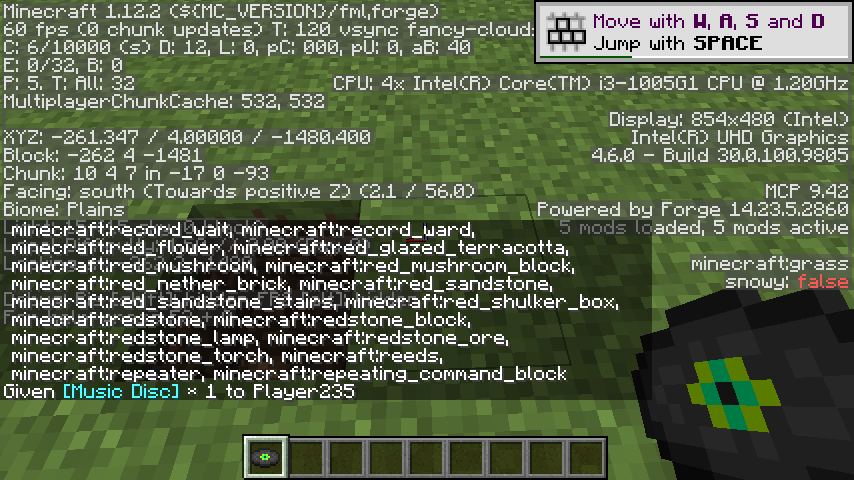 Minecraft 1.12.2 (${MC_VERSION}/fml,forge)
60 fps (0 chunk updates) T: 120 vsync fancy-cloud
C: 6/10000 (s) D: 12, L: 0, pC: 000, pU: 0, aB: 40
E: 0/32, B: 0
P: 5. T: All: 32
MultiplayerChunkCache: 532, 532
XYZ: -261.347 / 4.00000 / -1480.400
Block: -262 4 -1481
Chunk: 10 4 7 in -17 0 -93
Facing: south (Towards positive Z) (2.1 / 56.0)
Biome: Plains
Move with W, A, S and D
Jump with SPACE
CPU: 4x Intel(R) Core(TM) i3-1005G1 CPU @ 1.20GHz
Display: 854x480 (Intel)
Intel(R) UHD Graphics
4.6.0 - Build 30.0.100.9805
MCP 9.42
Powered by Forge 14.23.5.2860
5 mods loaded, 5 mods active
minecraft:grass
snowy: false
minecraft:record_wait, minecraft:record_ward,
minecraft:red_flower, minecraft:red_glazed_terracotta,
minecraft:red_mushroom, minecraft:red_mushroom_block,
minecraft:red_nether_brick, minecraft:red_sandstone,
minecraft:red_sandstone_stairs, minecraft:red_shulker_box,
minecraft:redstone, minecraft:redstone_block,
minecraft:redstone_lamp, minecraft:redstone_ore,
minecraft:redstone_torch, minecraft:reeds,
minecraft:repeater, minecraft:repeating_command_block
Given [Music Disc] × 1 to Player235